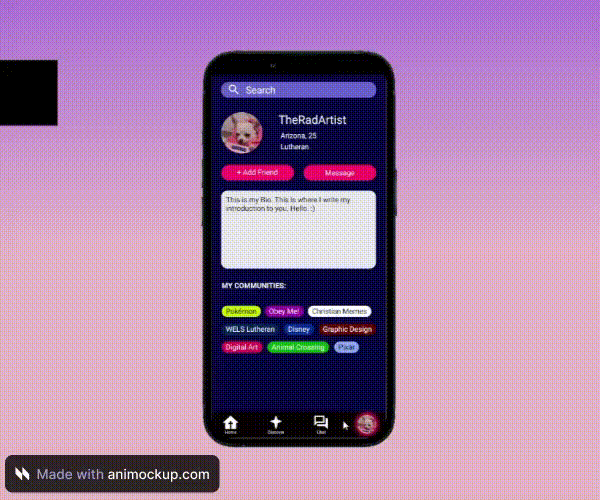 Search
TheRadArtist
Arizona, 25
Lutheran
+ Add Friend
Message
This is my Bio. This is where I write my
introduction to you. Hello. :)
MY COMMUNITIES:
Pokémon Obey Me! Christian Memes
WELS Lutheran Disney Graphic Design
Digital Art Animal Crossing Pixar
Home Discover Chat
Made with animockup.com